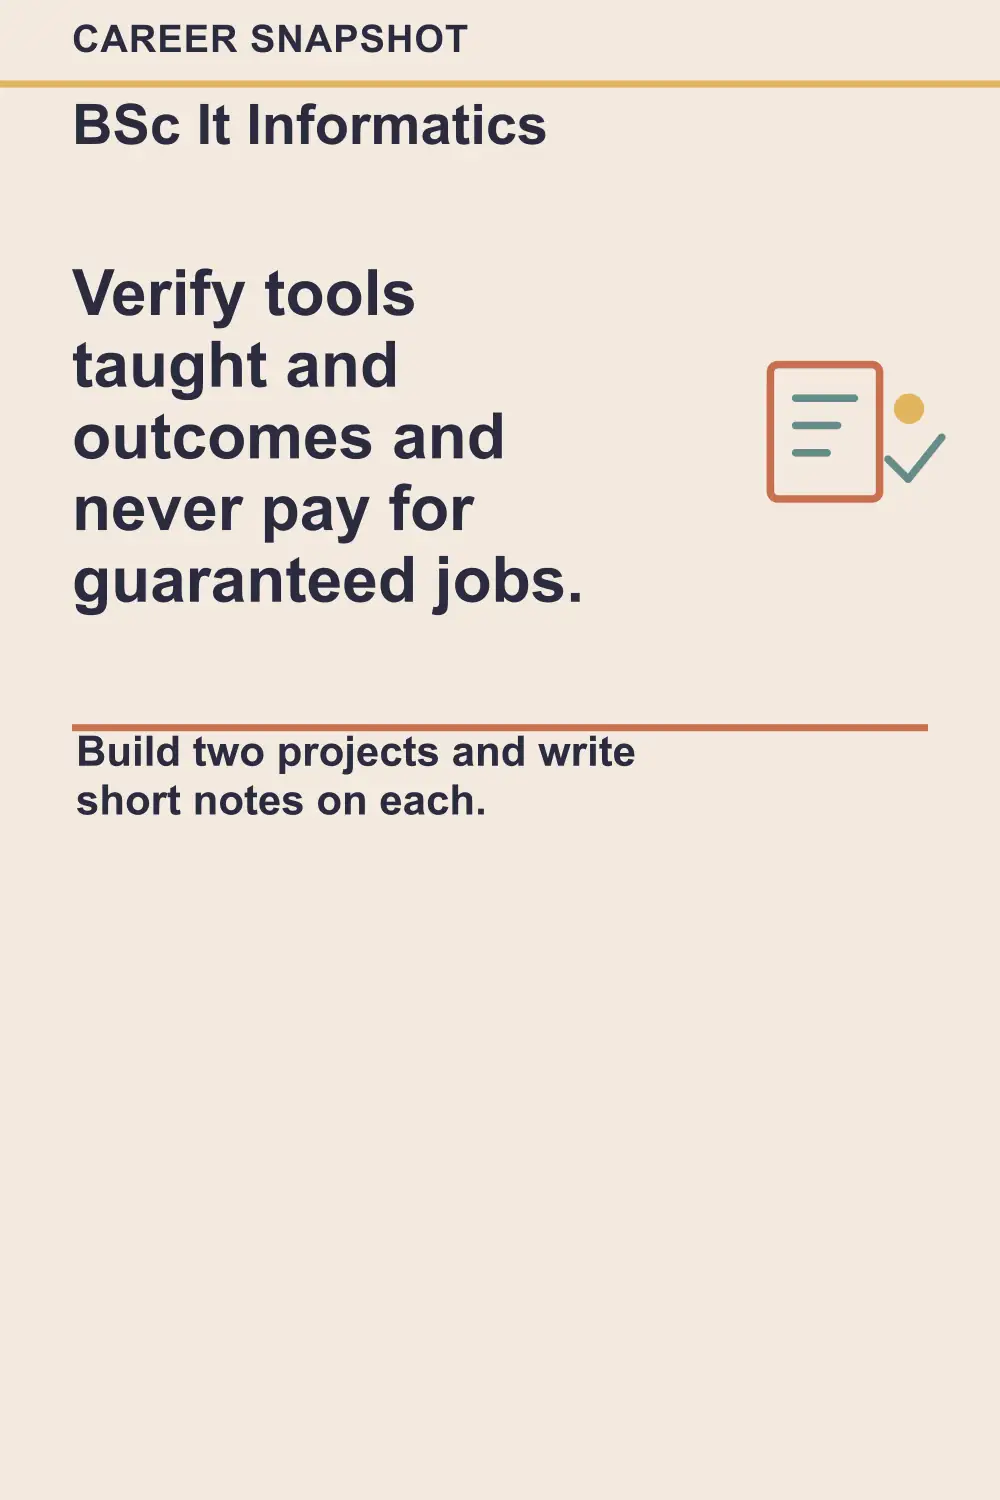 CAREER SNAPSHOT
BSc It Informatics
Verify tools
taught and
outcomes and
never pay for
guaranteed jobs.
Build two projects and write
short notes on each.